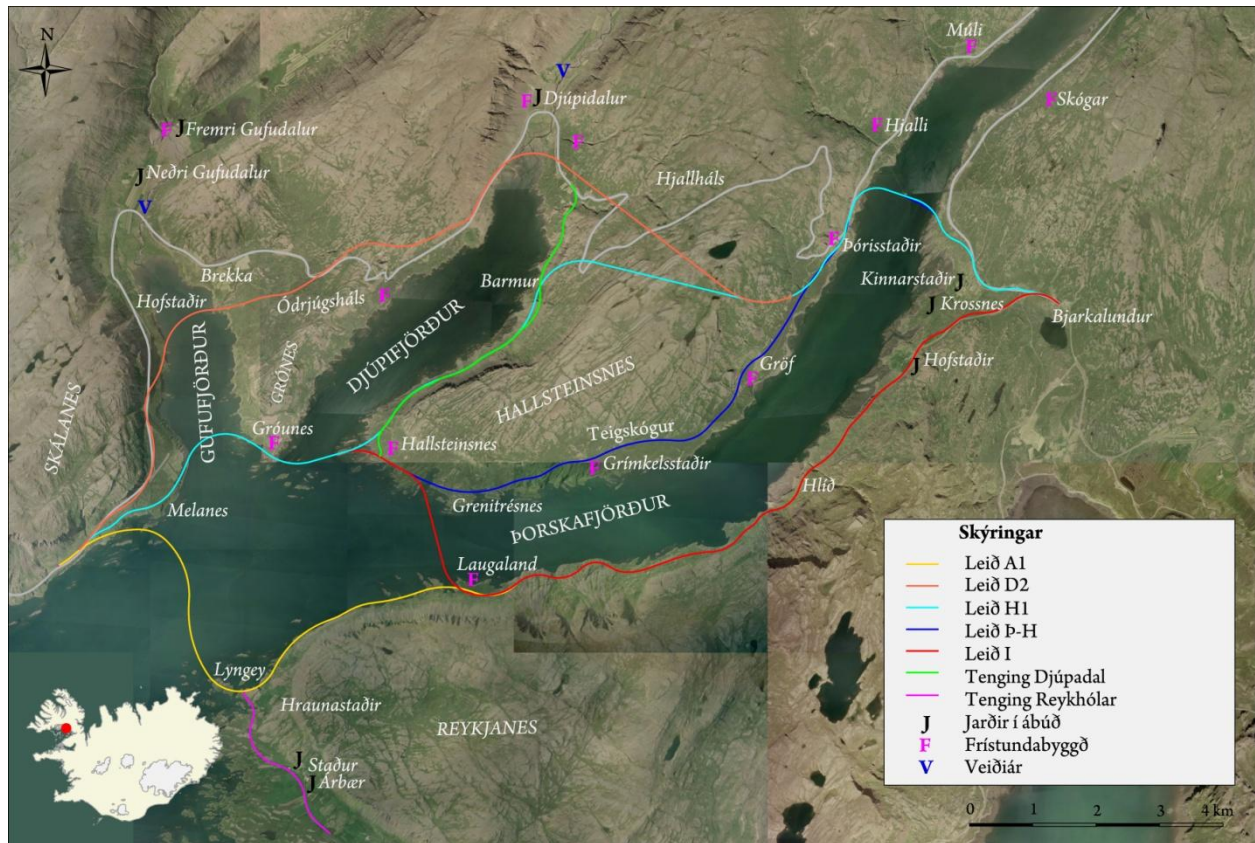 N
Múli
F
V
F
J
Djúpidalur
F
Skógar
F
J
Fremri Gufudalur
F
Hjalli
F
J
Neðri Gufudalur
Hjallháls
V
F
Þórisstaðir
Brekka
Barmur
Kinnarstaðir
J
Hofstaðir
Ódrjúgsháls
F
J
Krossnes
Bjarkalundur
DJÚPIFJÖRÐUR
GUFUFJÖRÐUR
GRÓNES
HALLSTEINSNES
Gröf
F
J
Hofstaðir
SKÁLANES
Gróunes
F
F
Hallsteinsnes
Teigskógur
F
Grímkelsstaðir
Melanes
Grenitrésnes
ÞORSKAFJÖRÐUR
Hlíð
Laugaland
F
Lyngey
Hraunastaðir
REYKJANES
J
Staður
J
Árbær
Skýringar
Leið A1
Leið D2
Leið H1
Leið Þ-H
Leið I
Tenging Djúpadal
Tenging Reykhólar
J Jarðir í ábúð
F Frístundabyggð
V Veiðiár
0 1 2 3 4 km